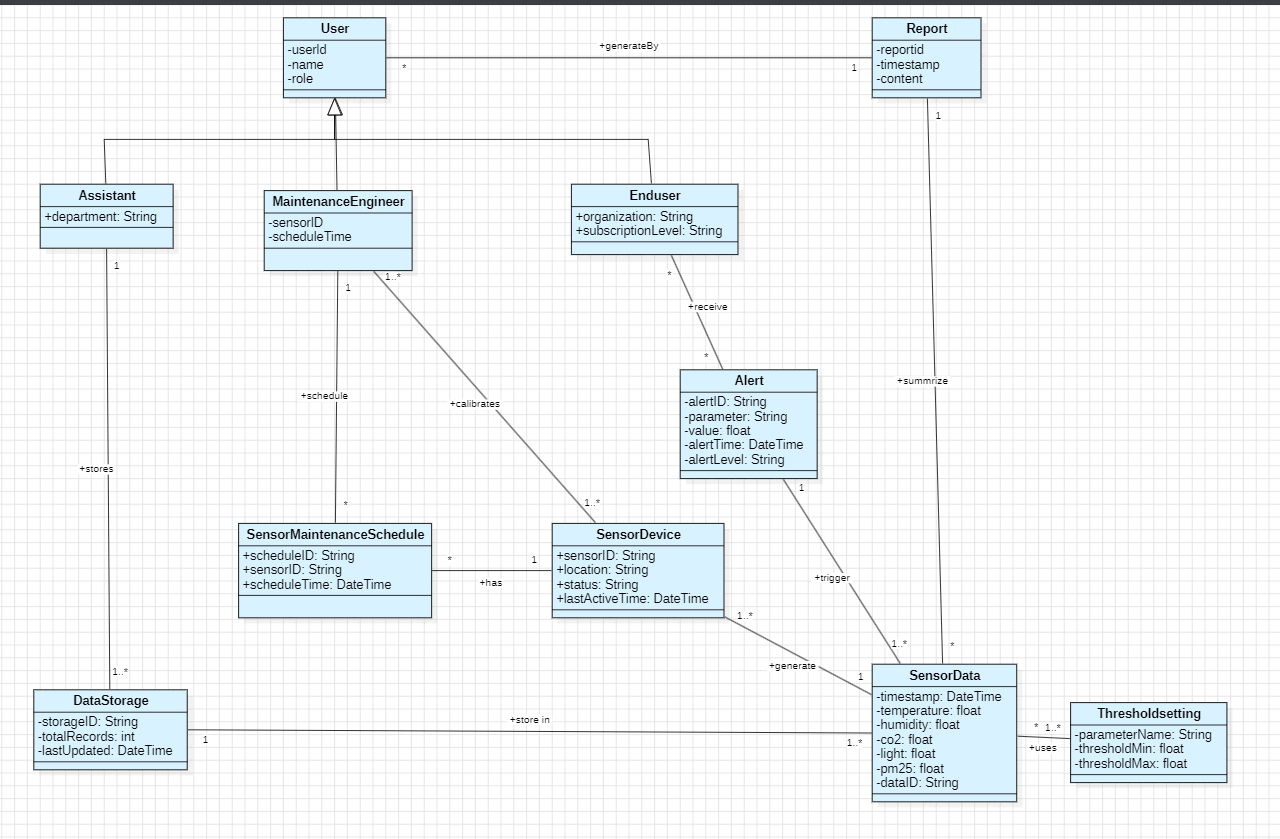 User
-userId
-name
-role
+generateBy
*
1
Report
-reportid
-timestamp
-content
1
Assistant
+department: String
1
MaintenanceEngineer
-sensorID
-scheduleTime
1
1..*
Enduser
+organization: String
+subscriptionLevel: String
*
+receive
*
Alert
-alertID: String
-parameter: String
-value: float
-alertTime: DateTime
-alertLevel: String
1
+summrize
+schedule
+calibrates
+stores
*
1..*
SensorMaintenanceSchedule
+scheduleID: String
+sensorID: String
+scheduleTime: DateTime
*
1
+has
SensorDevice
+sensorID: String
+location: String
+status: String
+lastActiveTime: DateTime
1..*
+trigger
+generate
1
1..*
*
1..*
DataStorage
-storageID: String
-totalRecords: int
-lastUpdated: DateTime
1
+store in
1..*
SensorData
-timestamp: DateTime
-temperature: float
-humidity: float
-co2: float
-light: float
-pm25: float
-dataID: String
*
1..*
+uses
Thresholdsetting
-parameterName: String
-thresholdMin: float
-thresholdMax: float